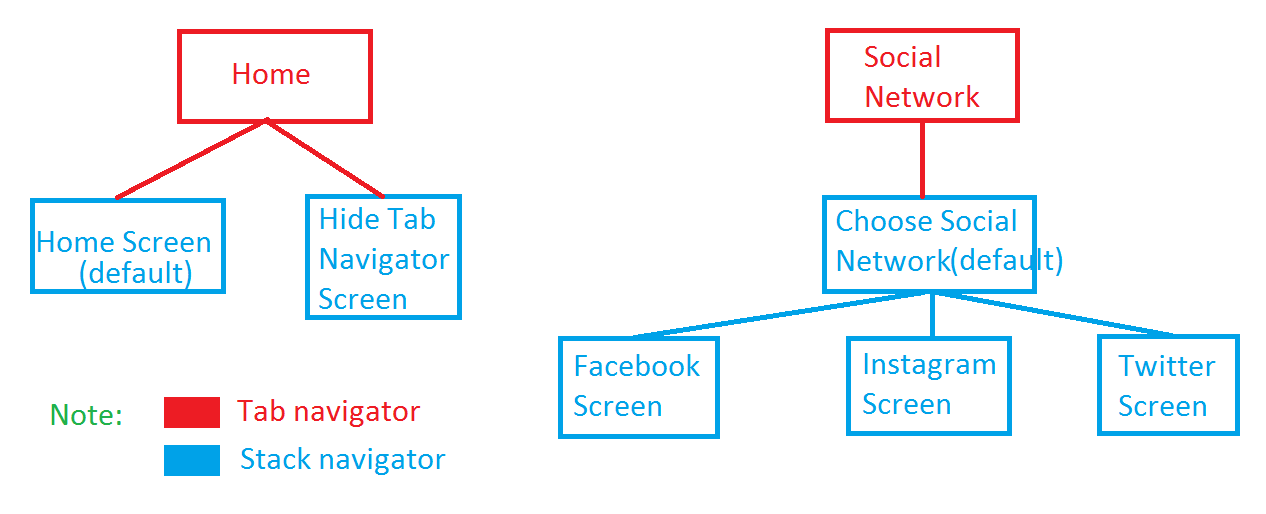 Home
Social
Network
Home Screen
(default)
Hide Tab
Navigator
Screen
Choose Social
Network(default)
Facebook
Screen
Instagram
Screen
Twitter
Screen
Note:
Tab navigator
Stack navigator